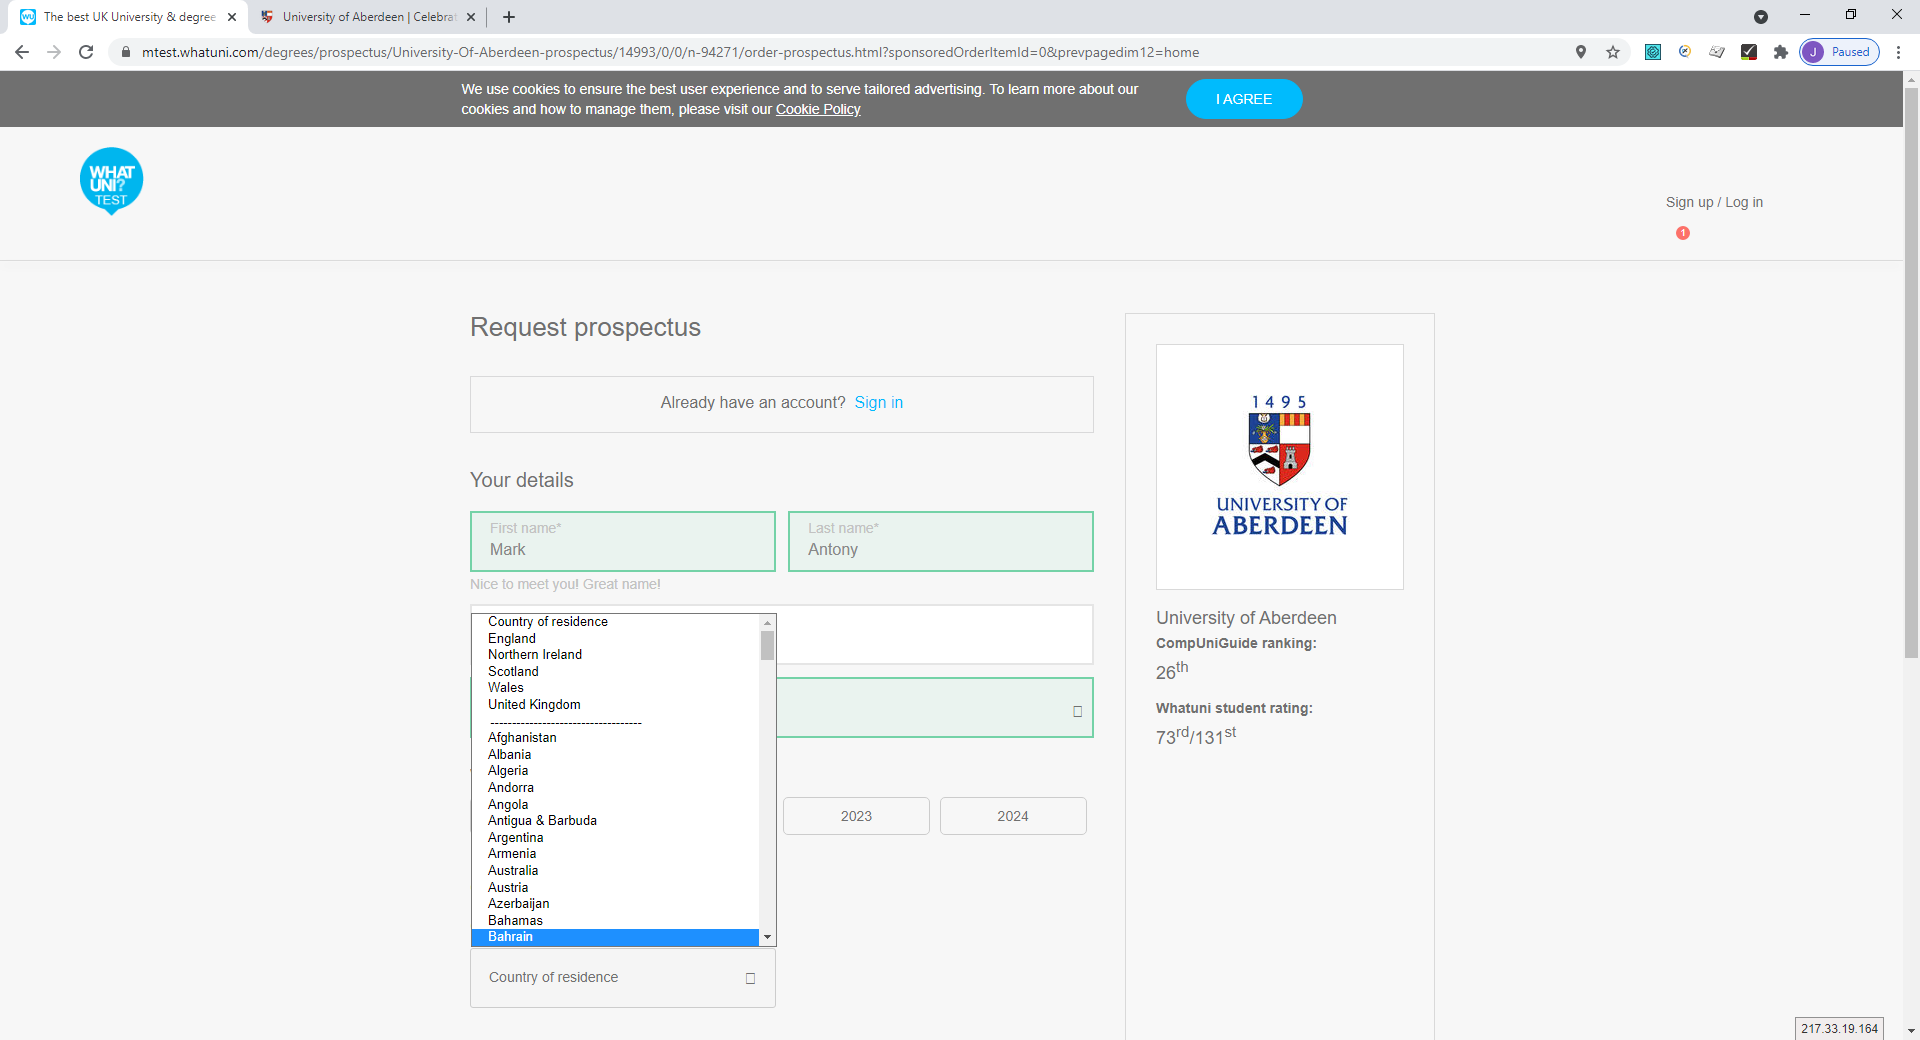 The best UK University & degree
University of Aberdeen | Celebrat
mtest.whatuni.com/degrees/prospectus/University-Of-Aberdeen-prospectus/14993/0/0/n-94271/order-prospectus.html?sponsoredOrderItemId=0&prevpagedim12=home
J Paused
We use cookies to ensure the best user experience and to serve tailored advertising. To learn more about our
cookies and how to manage them, please visit our Cookie Policy
I AGREE
WHAT
UNI?
TEST
Sign up / Log in
1
Request prospectus
Already have an account? Sign in
Your details
First name*
Mark
Last name*
Antony
Nice to meet you! Great name!
Country of residence
England
Northern Ireland
Scotland
Wales
United Kingdom
-----------------------------------
Afghanistan
Albania
Algeria
Andorra
Angola
Antigua & Barbuda
Argentina
Armenia
Australia
Austria
Azerbaijan
Bahamas
Bahrain
2023
2024
Country of residence
1495
UNIVERSITY OF
ABERDEEN
University of Aberdeen
CompUniGuide ranking:
26th
Whatuni student rating:
73rd/131st
217.33.19.164